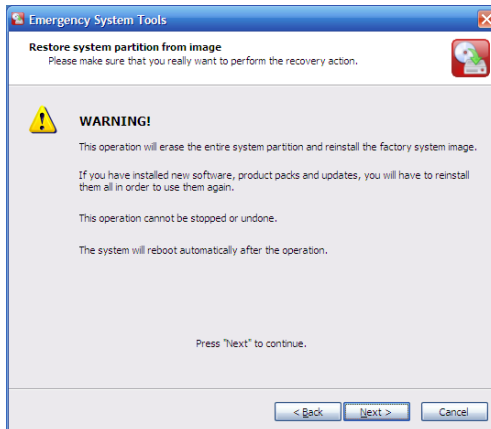 Emergency System Tools
Restore system partition from image
Please make sure that you really want to perform the recovery action.
WARNING!
This operation will erase the entire system partition and reinstall the factory system image.
If you have installed new software, product packs and updates, you will have to reinstall
them all in order to use them again.
This operation cannot be stopped or undone.
The system will reboot automatically after the operation.
Press "Next" to continue.
< Back Next > Cancel